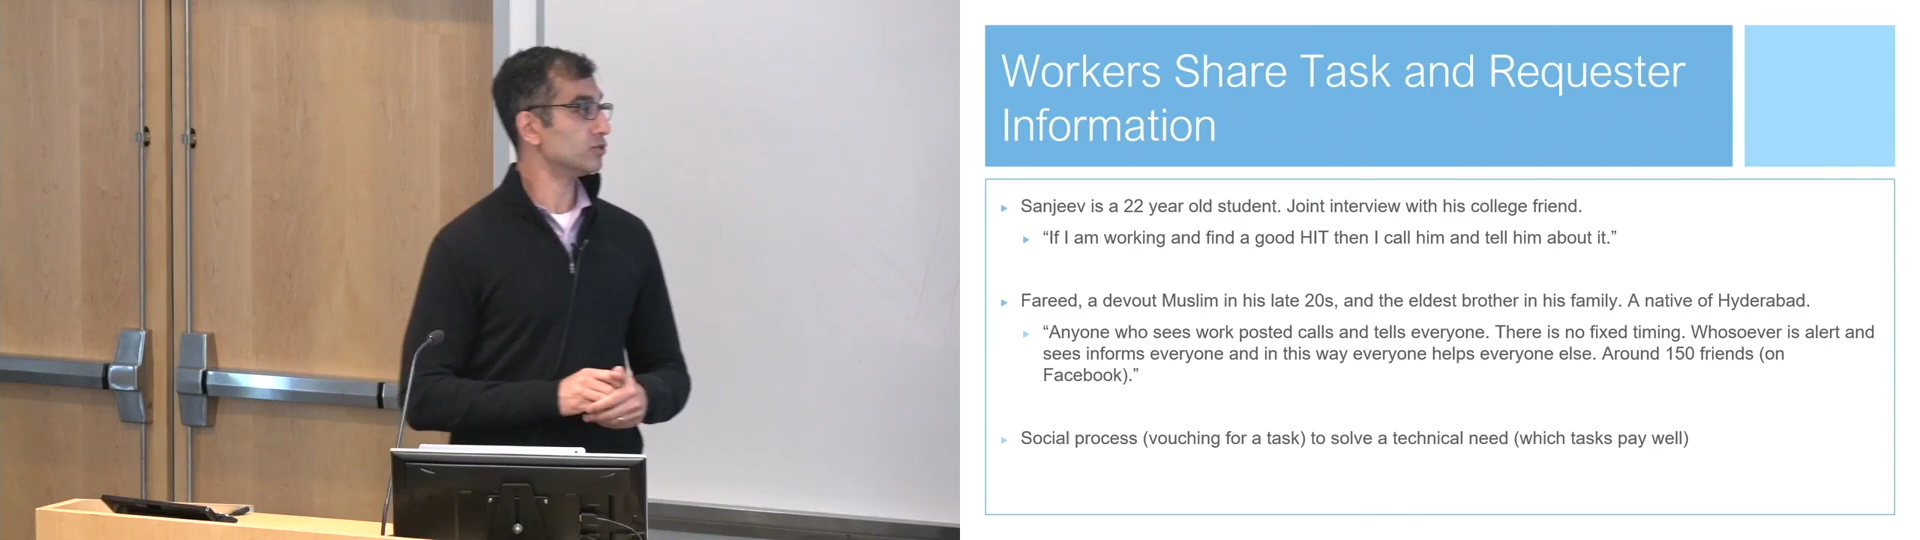 Workers Share Task and Requester
Information
Sanjeev is a 22 year old student. Joint interview with his college friend.
“If I am working and find a good HIT then I call him and tell him about it.”
Fareed, a devout Muslim in his late 20s, and the eldest brother in his family. A native of Hyderabad.
“Anyone who sees work posted calls and tells everyone. There is no fixed timing. Whosoever is alert and
sees informs everyone and in this way everyone helps everyone else. Around 150 friends (on
Facebook).”
Social process (vouching for a task) to solve a technical need (which tasks pay well)